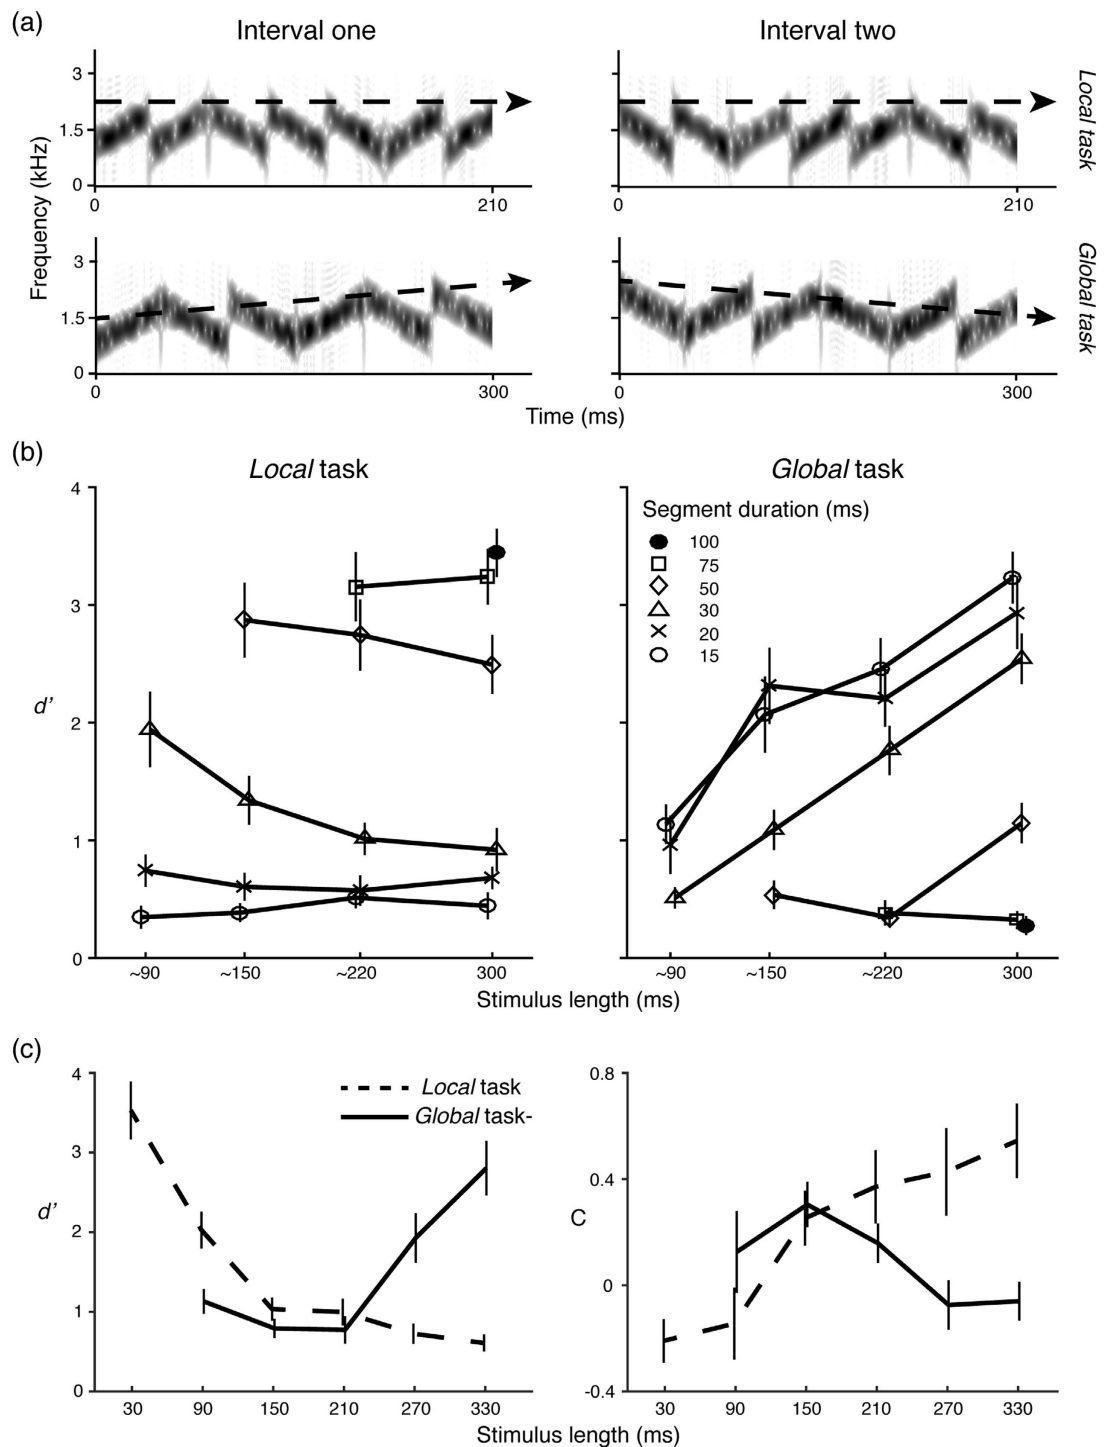 (a)
Interval one
Interval two
3
1.5
0
0
210
0
210
Local task
Frequency (kHz)
3
1.5
0
0
300
0
300
Global task
Time (ms)
(b)
Local task
Global task
4
3
2
1
0
d'
Segment duration (ms)
100
75
50
30
20
15
~90
~150
~220
300
~90
~150
~220
300
Stimulus length (ms)
(c)
4
3
2
1
0
d'
Local task
Global task-
0.8
0.4
0
-0.4
C
30
90
150
210
270
330
30
90
150
210
270
330
Stimulus length (ms)